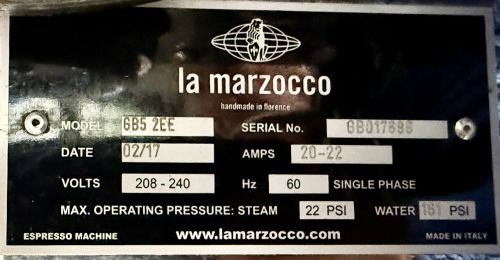 la marzocco
handmade in florence
MODEL GB5 2EE SERIAL No. GB017696
DATE 02/17 AMPS 20-22
VOLTS 208 - 240 Hz 60 SINGLE PHASE
MAX. OPERATING PRESSURE: STEAM 22 PSI WATER 161 PSI
ESPRESSO MACHINE www.lamarzocco.com MADE IN ITALY